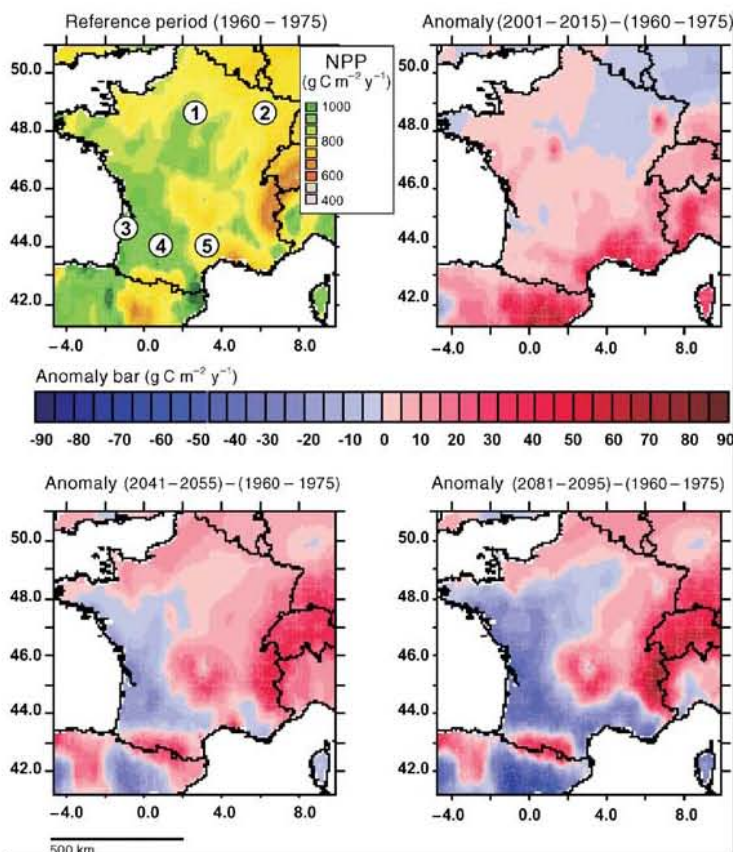 Reference period (1960 – 1975)
Anomaly (2001 – 2015) – (1960 – 1975)
NPP
(g C m⁻² y⁻¹)
1000
800
600
400
50.0
48.0
46.0
44.0
42.0
1
2
3
4
5
−4.0 0.0 4.0 8.0
50.0
48.0
46.0
44.0
42.0
−4.0 0.0 4.0 8.0
Anomaly bar (g C m⁻² y⁻¹)
-90 -80 -70 -60 -50 -40 -30 -20 -10 0 10 20 30 40 50 60 70 80 90
Anomaly (2041 – 2055) – (1960 – 1975)
Anomaly (2081 – 2095) – (1960 – 1975)
50.0
48.0
46.0
44.0
42.0
−4.0 0.0 4.0 8.0
50.0
48.0
46.0
44.0
42.0
−4.0 0.0 4.0 8.0
500 km